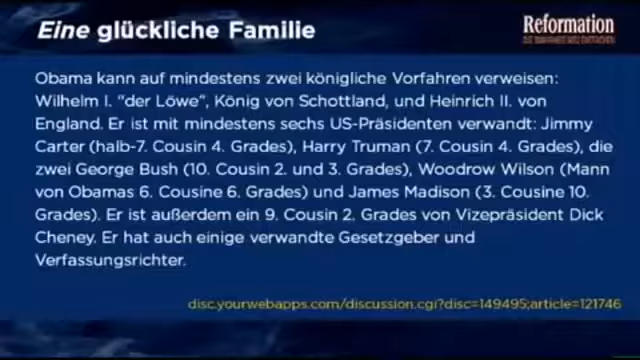 Eine glückliche Familie
Reformation
DIE WAHRHEIT NEU ENTDECKEN
Obama kann auf mindestens zwei königliche Vorfahren verweisen:
Wilhelm I. "der Löwe", König von Schottland, und Heinrich II. von
England. Er ist mit mindestens sechs US-Präsidenten verwandt: Jimmy
Carter (halb-7. Cousin 4. Grades), Harry Truman (7. Cousin 4. Grades), die
zwei George Bush (10. Cousin 2. und 3. Grades), Woodrow Wilson (Mann
von Obamas 6. Cousine 6. Grades) und James Madison (3. Cousine 10.
Grades). Er ist außerdem ein 9. Cousin 2. Grades von Vizepräsident Dick
Cheney. Er hat auch einige verwandte Gesetzgeber und
Verfassungsrichter.
disc.yourwebapps.com/discussion.cgi?disc=149495;article=121746